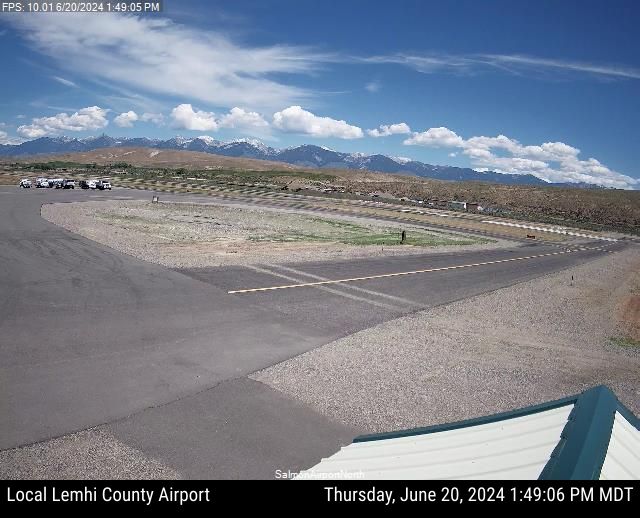 FPS: 10.01 6/20/2024 1:49:05 PM
SalmonAirportNorth
Local Lemhi County Airport Thursday, June 20, 2024 1:49:06 PM MDT